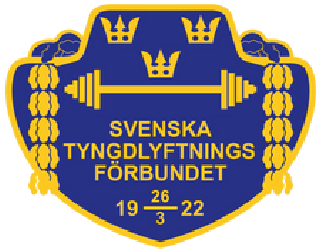 SVENSKA
TYNGDLYFTNINGS
FÖRBUNDET
19 26/3 22